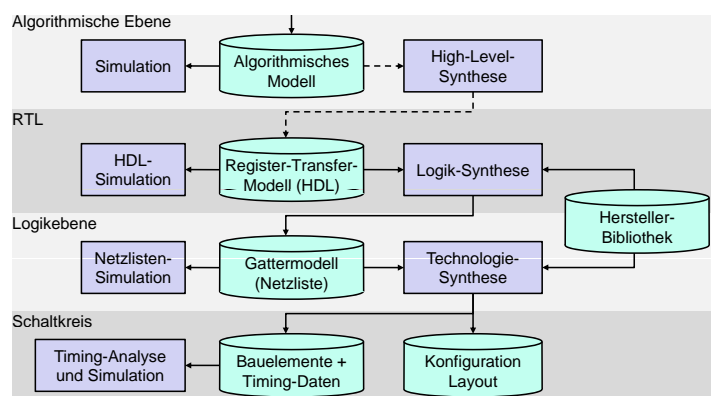 Algorithmische Ebene
Simulation
Algorithmisches
Modell
High-Level-
Synthese
RTL
HDL-
Simulation
Register-Transfer-
Modell (HDL)
Logik-Synthese
Hersteller-
Bibliothek
Logikebene
Netzlisten-
Simulation
Gattermodell
(Netzliste)
Technologie-
Synthese
Schaltkreis
Timing-Analyse
und Simulation
Bauelemente +
Timing-Daten
Konfiguration
Layout